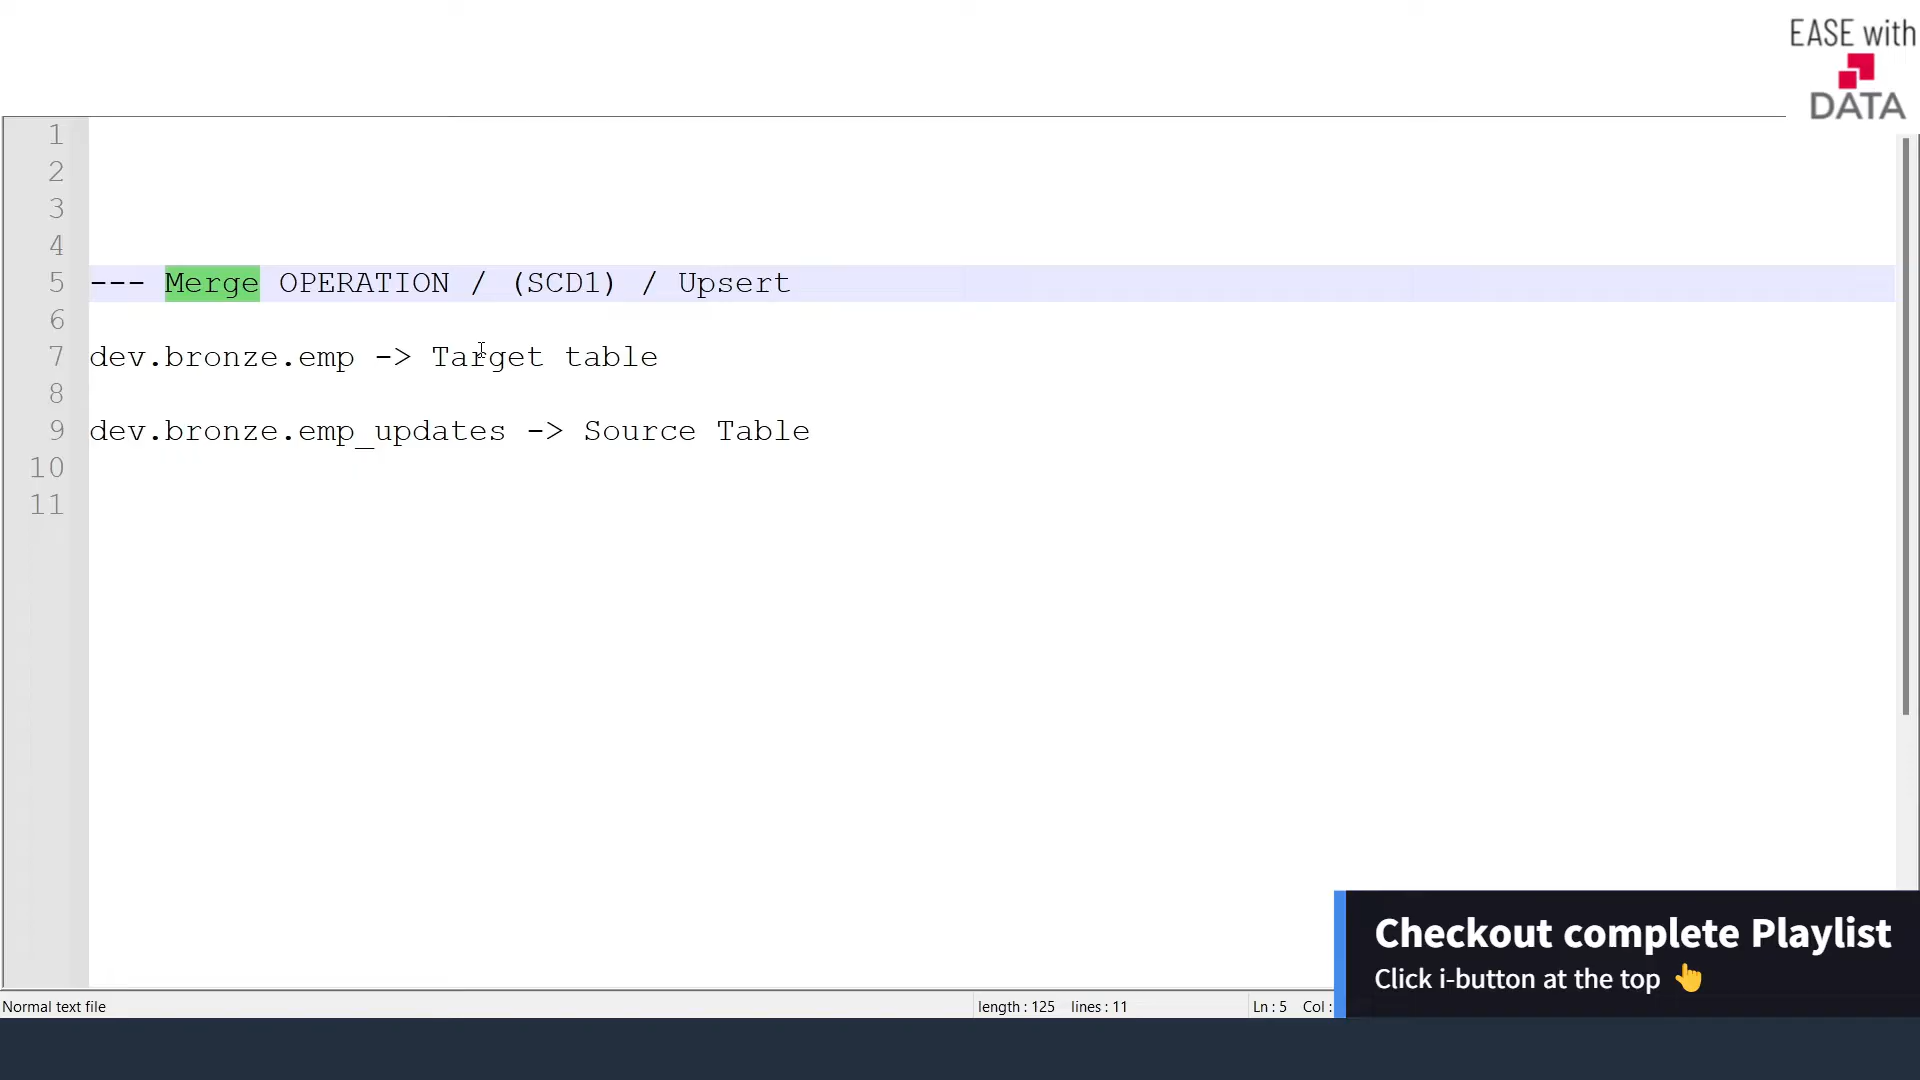 EASE with
DATA
1
2
3
4
5 --- Merge OPERATION / (SCD1) / Upsert
6
7 dev.bronze.emp -> Target table
8
9 dev.bronze.emp_updates -> Source Table
10
11
Checkout complete Playlist
Click i-button at the top 👆
Normal text file length : 125 lines : 11 Ln : 5 Col :